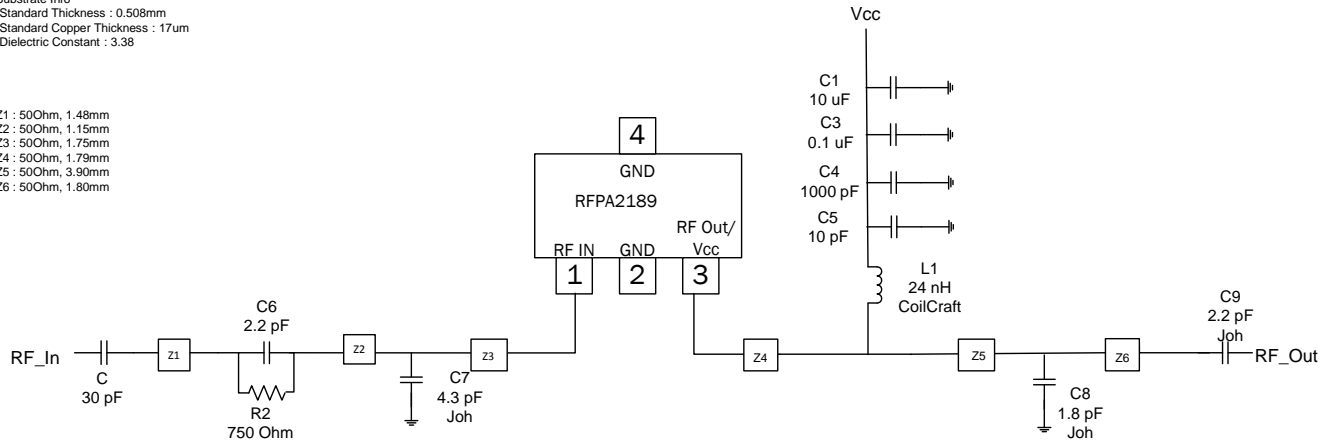 Substrate Info
Standard Thickness : 0.508mm
Standard Copper Thickness : 17um
Dielectric Constant : 3.38
Z1 : 50Ohm, 1.48mm
Z2 : 50Ohm, 1.15mm
Z3 : 50Ohm, 1.75mm
Z4 : 50Ohm, 1.79mm
Z5 : 50Ohm, 3.90mm
Z6 : 50Ohm, 1.80mm
Vcc
C1
10 uF
C3
0.1 uF
C4
1000 pF
C5
10 pF
L1
24 nH
CoilCraft
4
GND
RFPA2189
RF Out/
Vcc
RF IN
GND
1
2
3
RF_In
C
30 pF
Z1
C6
2.2 pF
R2
750 Ohm
Z2
C7
4.3 pF
Joh
Z3
Z4
Z5
C8
1.8 pF
Joh
Z6
C9
2.2 pF
Joh
RF_Out